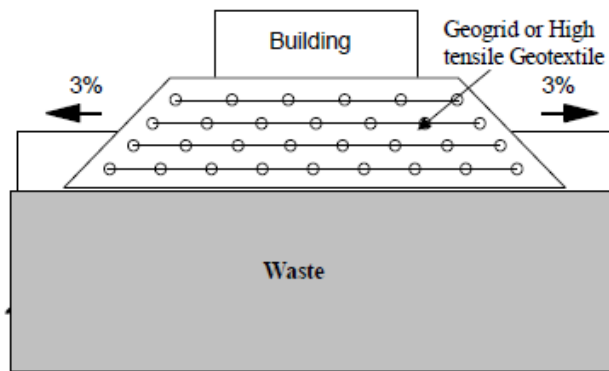 Building
Geogrid or High
tensile Geotextile
3%
3%
Waste